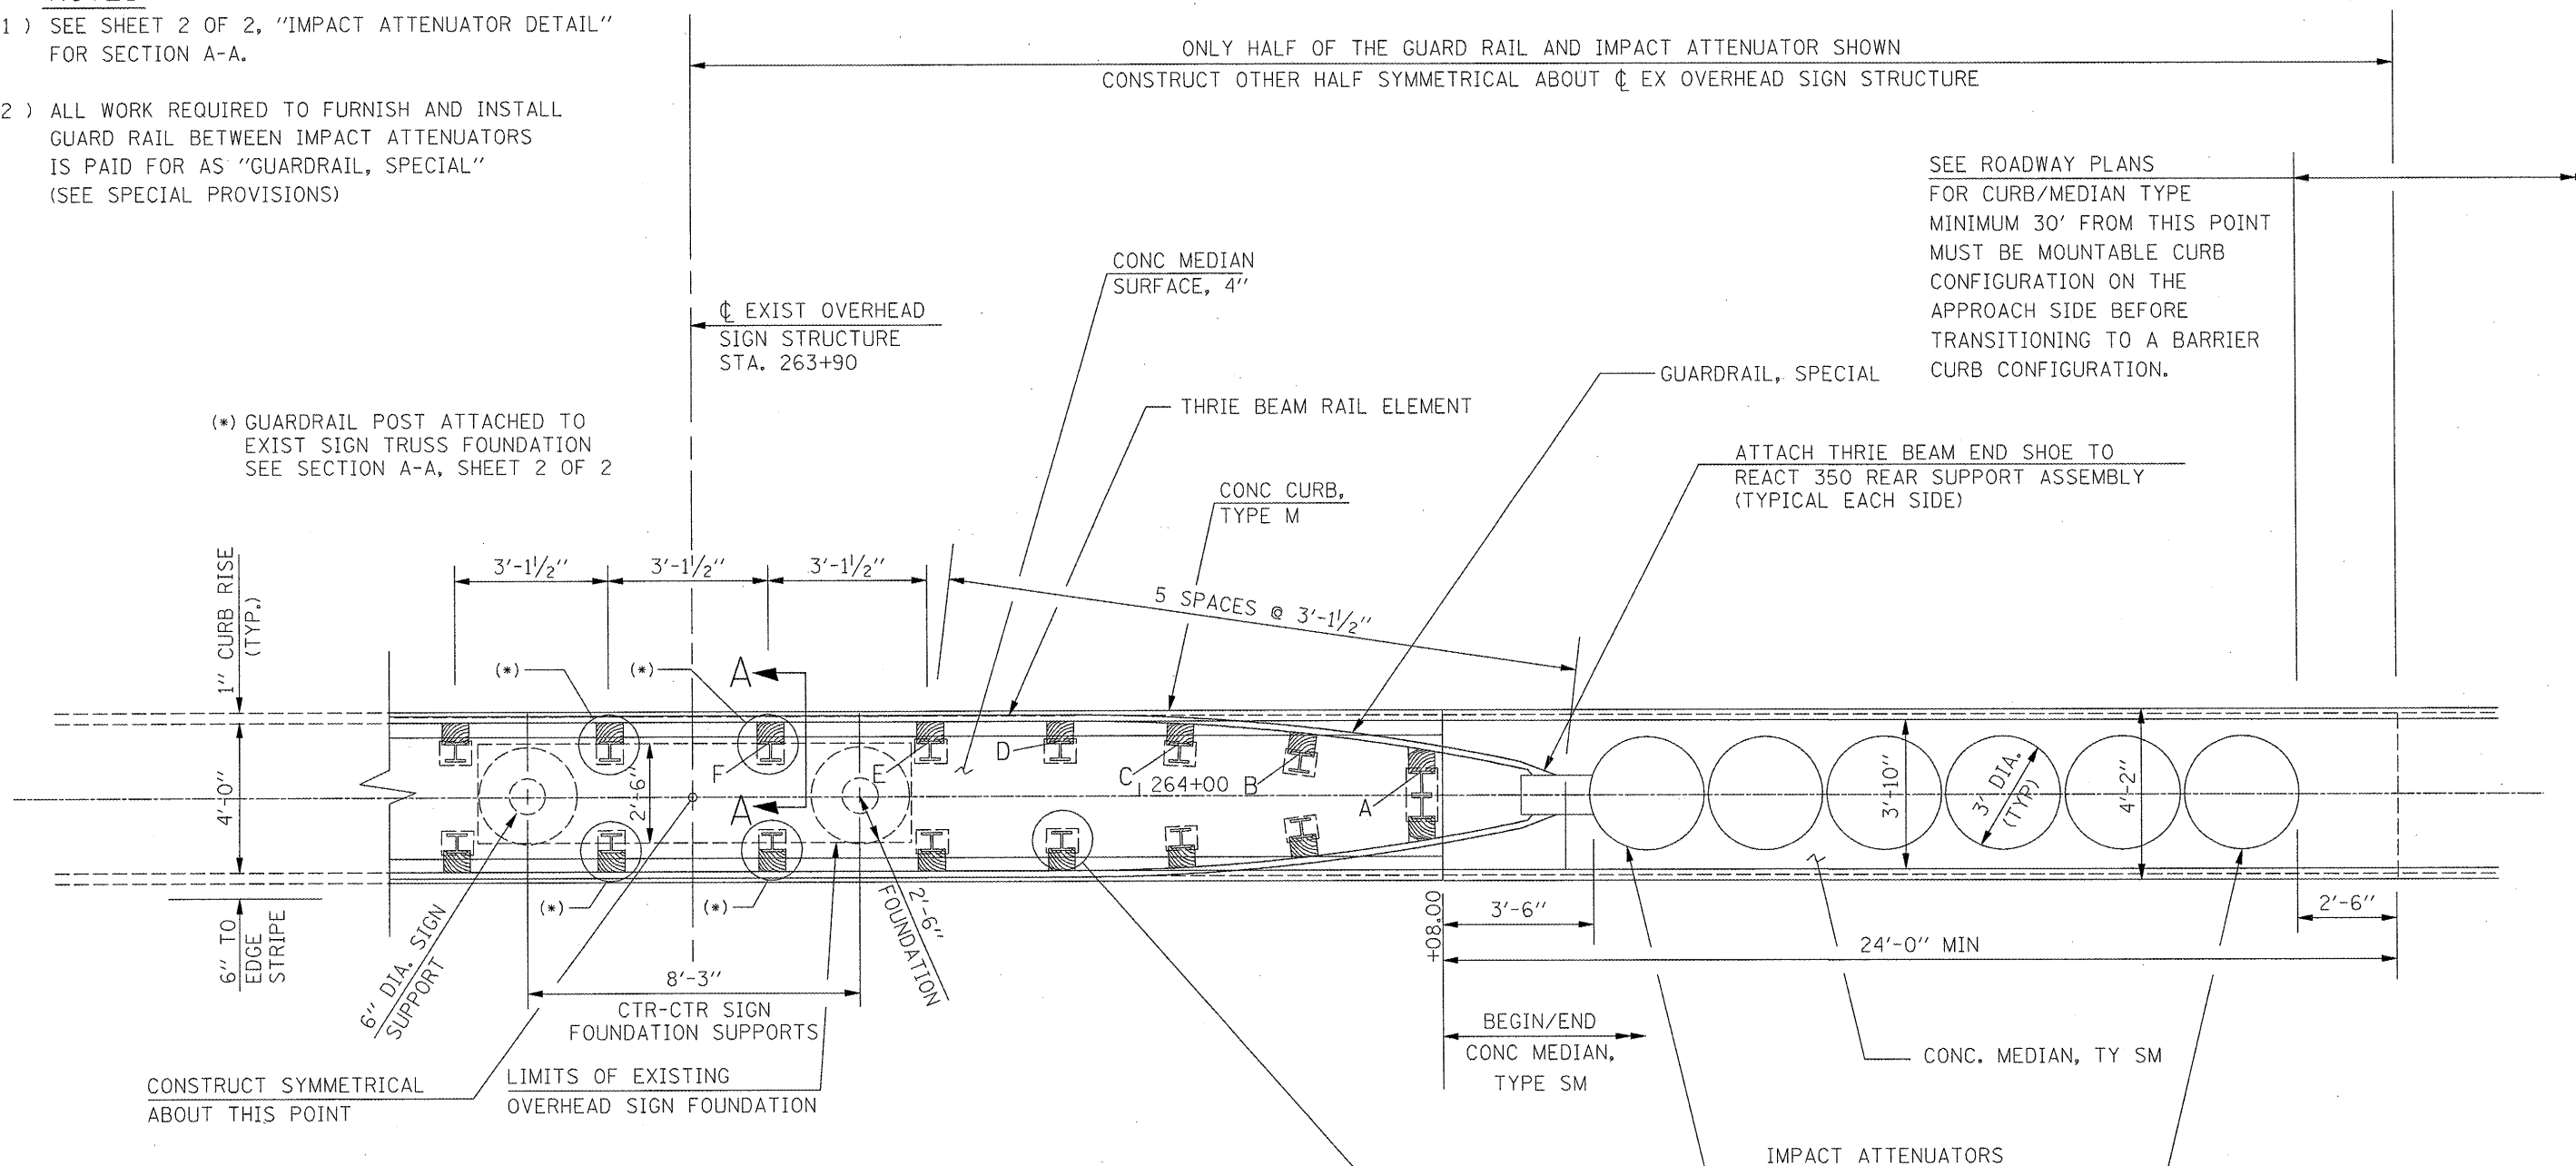 1 ) SEE SHEET 2 OF 2, "IMPACT ATTENUATOR DETAIL"
FOR SECTION A-A.
2 ) ALL WORK REQUIRED TO FURNISH AND INSTALL
GUARD RAIL BETWEEN IMPACT ATTENUATORS
IS PAID FOR AS "GUARDRAIL, SPECIAL"
(SEE SPECIAL PROVISIONS)
ONLY HALF OF THE GUARD RAIL AND IMPACT ATTENUATOR SHOWN
CONSTRUCT OTHER HALF SYMMETRICAL ABOUT ℄ EX OVERHEAD SIGN STRUCTURE
SEE ROADWAY PLANS
FOR CURB/MEDIAN TYPE
MINIMUM 30' FROM THIS POINT
MUST BE MOUNTABLE CURB
CONFIGURATION ON THE
APPROACH SIDE BEFORE
TRANSITIONING TO A BARRIER
CURB CONFIGURATION.
CONC MEDIAN
SURFACE, 4"
℄ EXIST OVERHEAD
SIGN STRUCTURE
STA. 263+90
GUARDRAIL, SPECIAL
THRIE BEAM RAIL ELEMENT
(*) GUARDRAIL POST ATTACHED TO
EXIST SIGN TRUSS FOUNDATION
SEE SECTION A-A, SHEET 2 OF 2
ATTACH THRIE BEAM END SHOE TO
REACT 350 REAR SUPPORT ASSEMBLY
(TYPICAL EACH SIDE)
CONC CURB,
TYPE M
1" CURB RISE
(TYP.)
3'-1½"
3'-1½"
3'-1½"
5 SPACES @ 3'-1½"
(*)
(*)
A
A
F
E
D
C
264+00
B
A
4'-0"
2'-6"
3'-10"
3' DIA.
(TYP)
4'-2"
(*)
(*)
6" TO
EDGE
STRIPE
6" DIA. SIGN
SUPPORT
2'-6"
FOUNDATION
+08.00
3'-6"
2'-6"
24'-0" MIN
8'-3"
CTR-CTR SIGN
FOUNDATION SUPPORTS
BEGIN/END
CONC MEDIAN,
TYPE SM
CONC. MEDIAN, TY SM
CONSTRUCT SYMMETRICAL
ABOUT THIS POINT
LIMITS OF EXISTING
OVERHEAD SIGN FOUNDATION
IMPACT ATTENUATORS